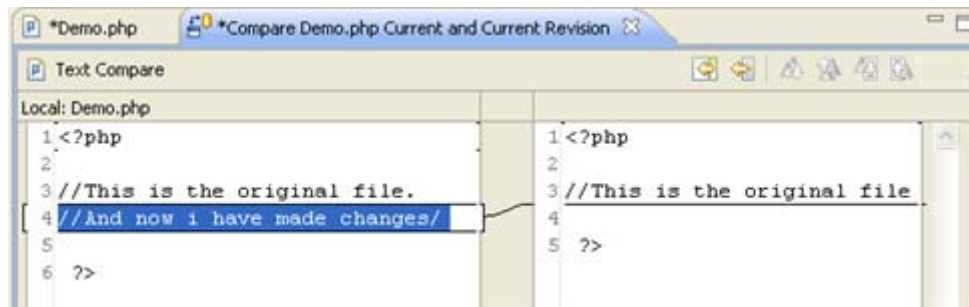 *Demo.php *Compare Demo.php Current and Current Revision
Text Compare
Local: Demo.php
1 <?php
2
3 //This is the original file.
4 //And now i have made changes/
5
6 ?>
1 <?php
2
3 //This is the original file
4
5 ?>